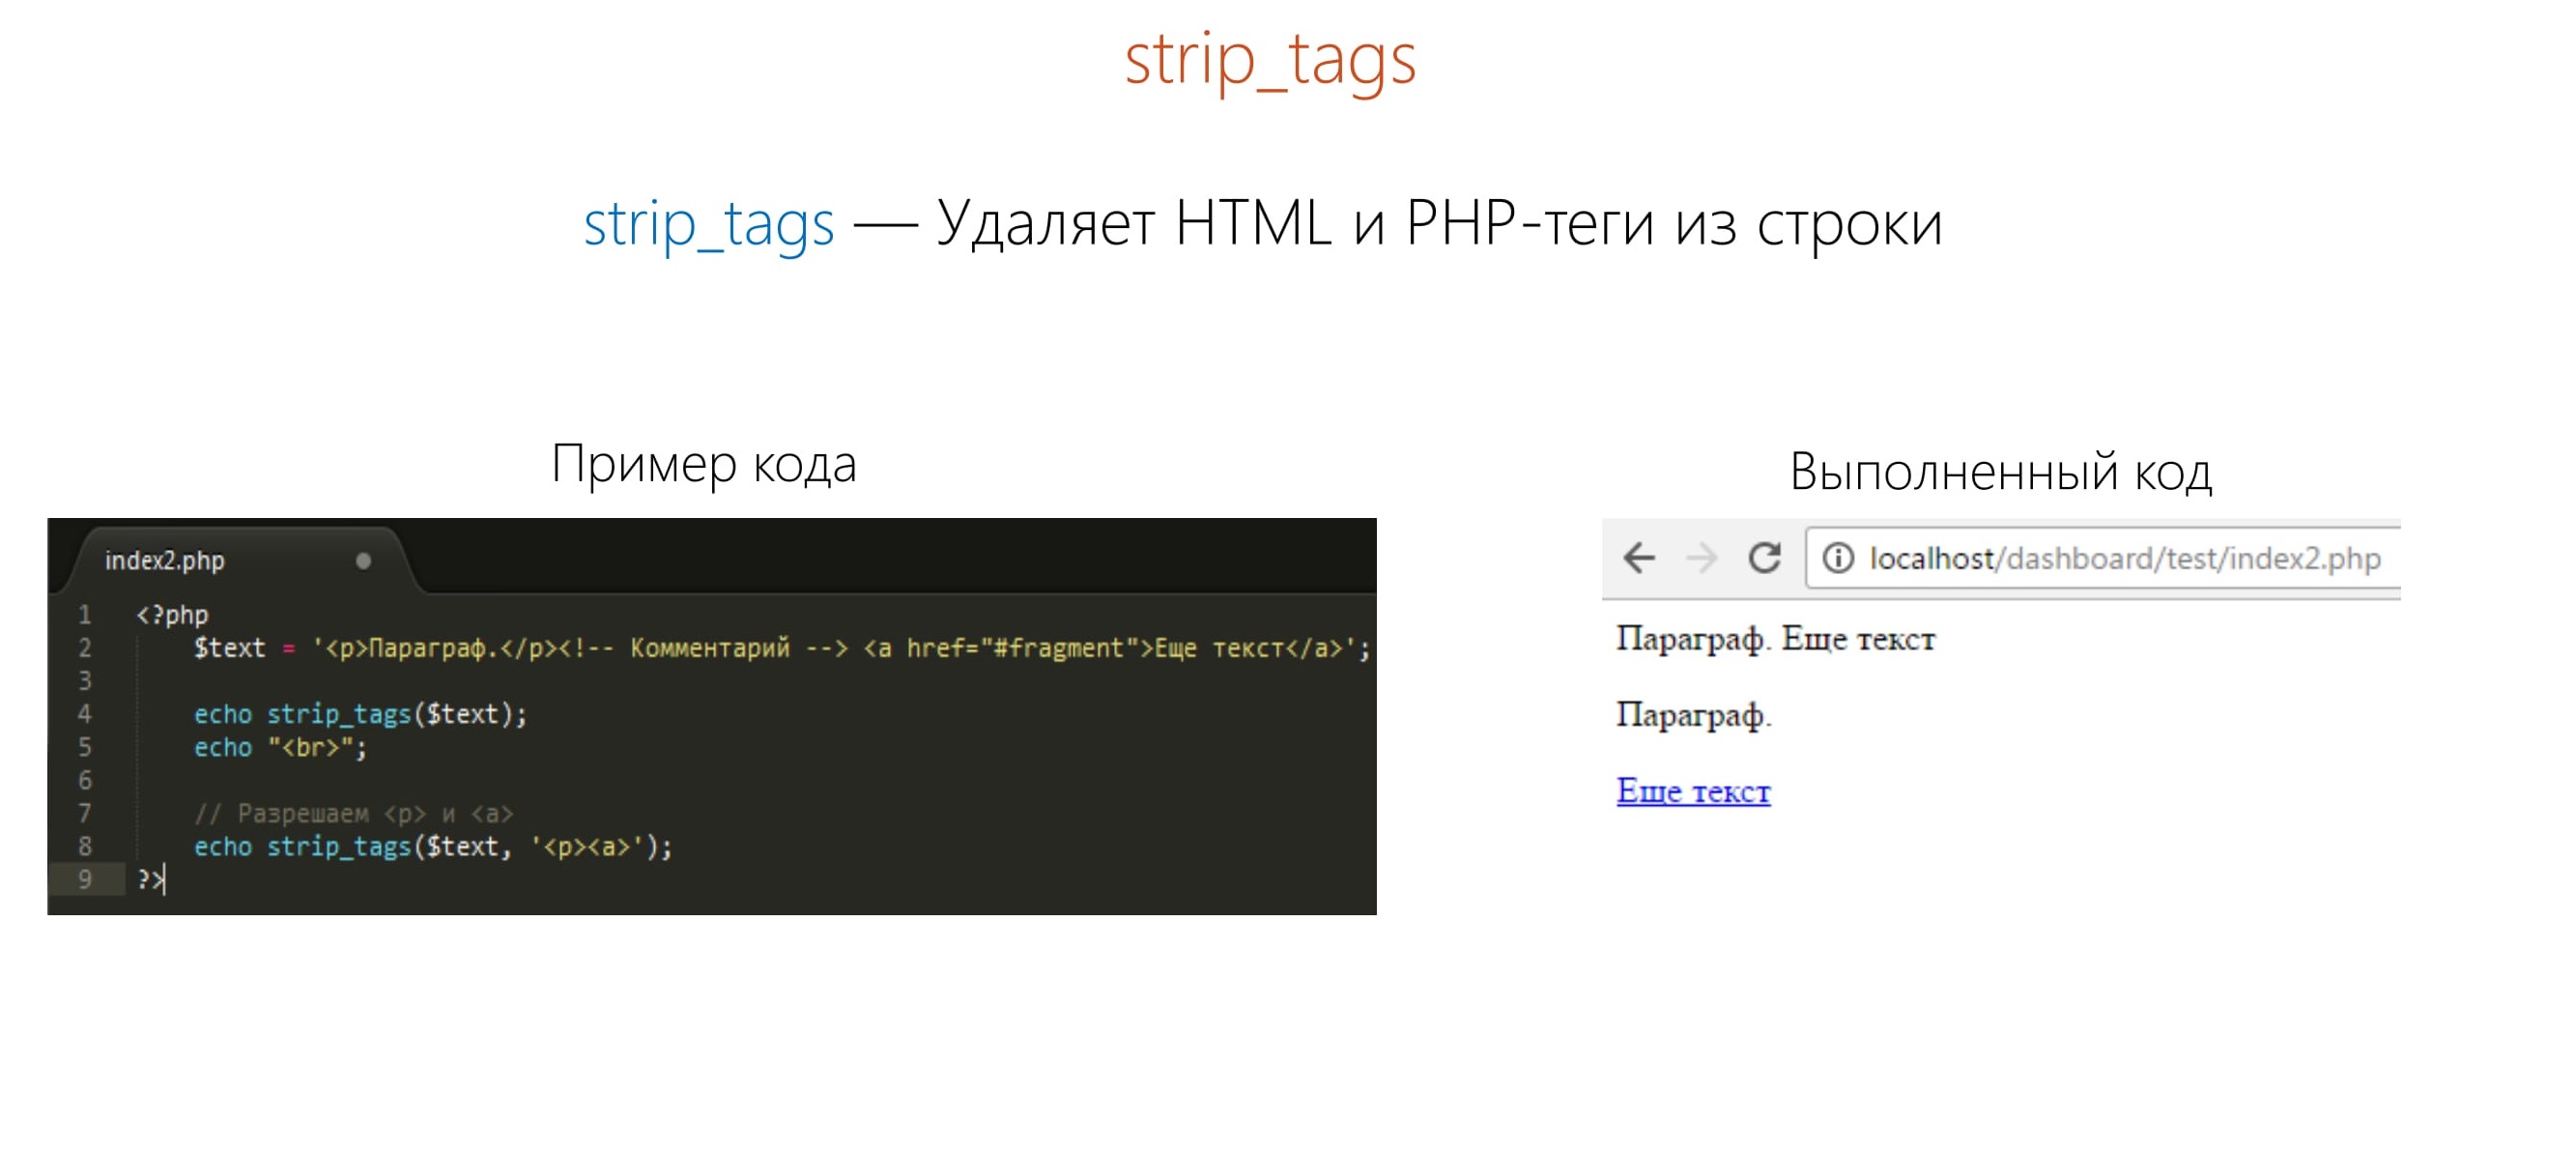 strip_tags
strip_tags — Удаляет HTML и PHP-теги из строки
Пример кода
index2.php
1 <?php
2 $text = '<p>Параграф.</p><!-- Комментарий --> <a href="#fragment">Еще текст</a>';
3
4 echo strip_tags($text);
5 echo "<br>";
6
7 // Разрешаем <p> и <a>
8 echo strip_tags($text, '<p><a>');
9 ?>
Выполненный код
localhost/dashboard/test/index2.php
Параграф. Еще текст
Параграф.
Еще текст